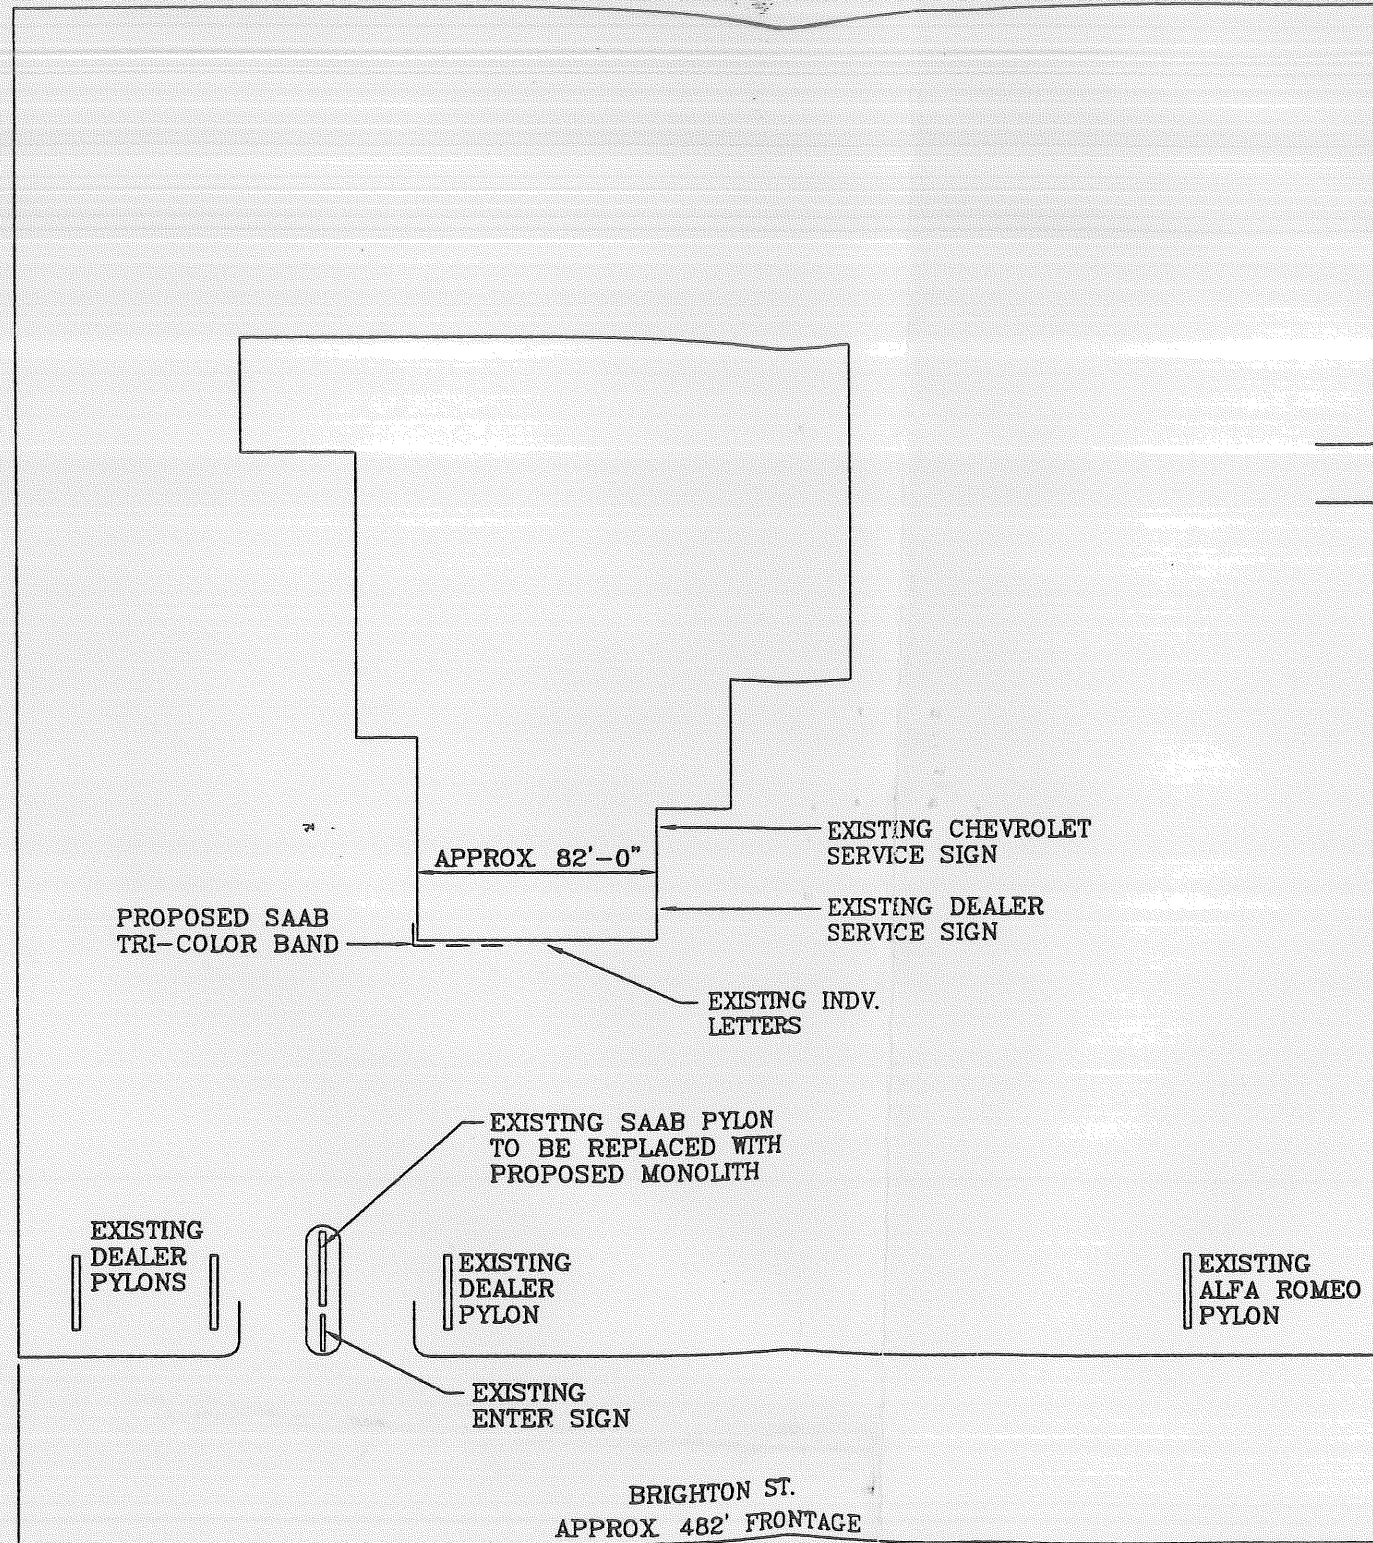 EXISTING CHEVROLET
SERVICE SIGN
APPROX. 82'-0"
EXISTING DEALER
SERVICE SIGN
PROPOSED SAAB
TRI-COLOR BAND
EXISTING INDV.
LETTERS
EXISTING SAAB PYLON
TO BE REPLACED WITH
PROPOSED MONOLITH
EXISTING
DEALER
PYLONS
EXISTING
DEALER
PYLON
EXISTING
ALFA ROMEO
PYLON
EXISTING
ENTER SIGN
BRIGHTON ST.
APPROX. 482' FRONTAGE